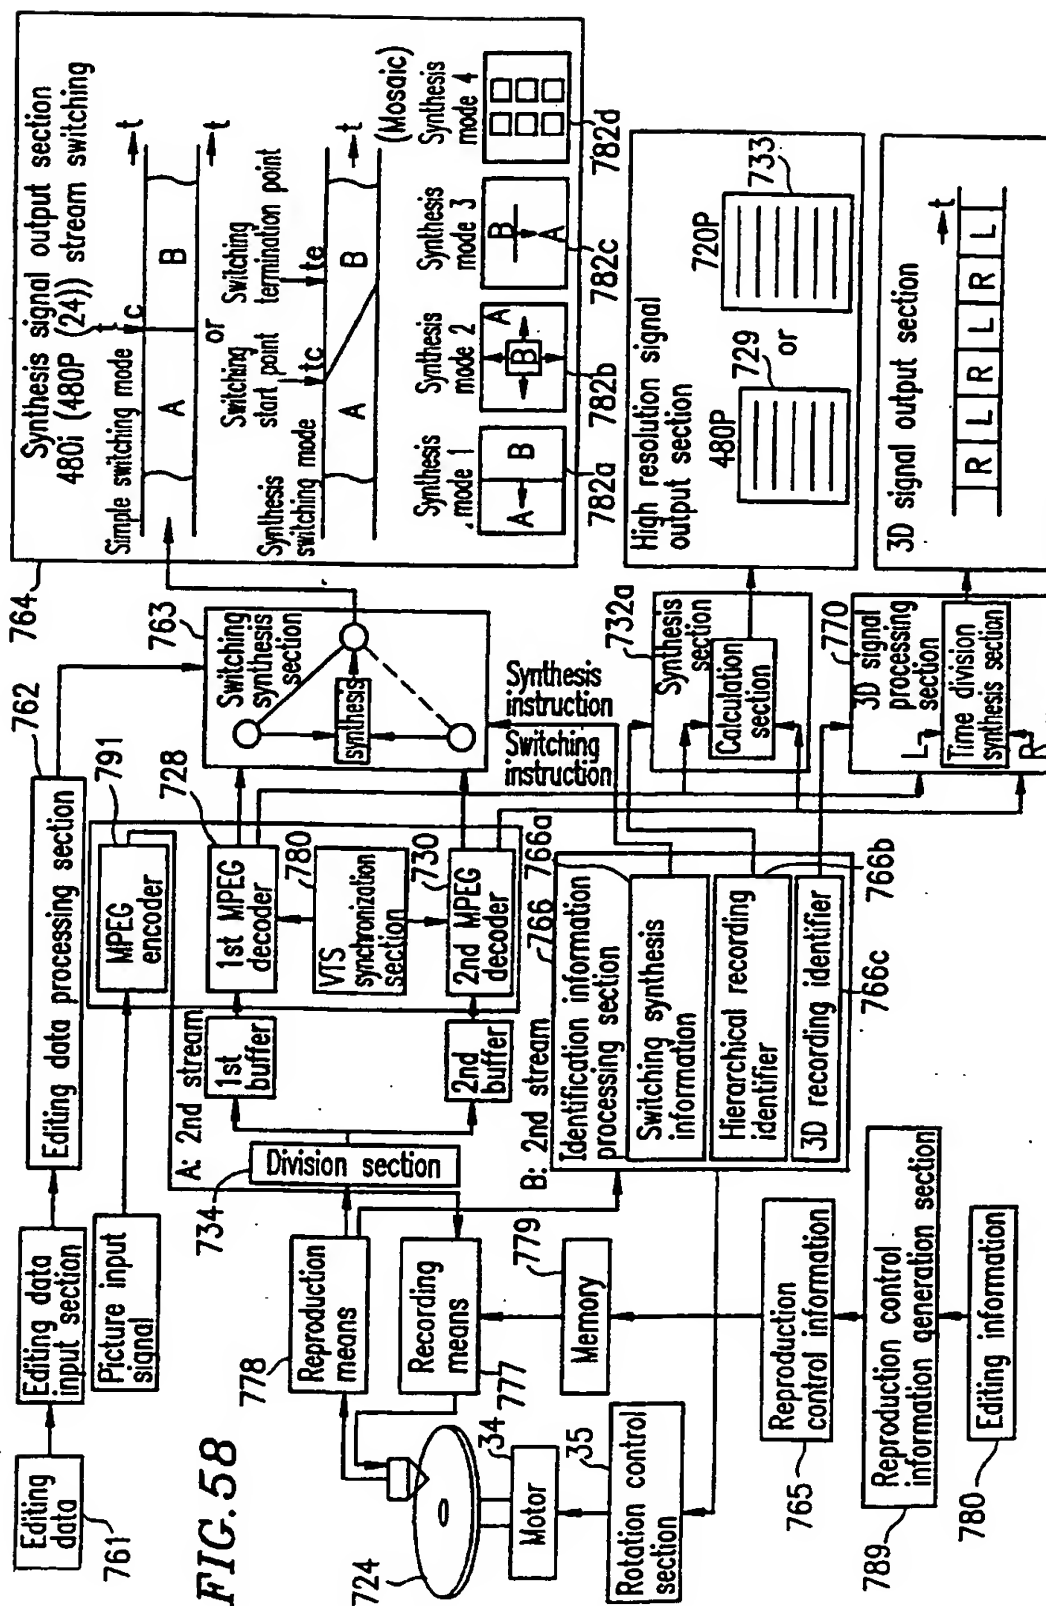 FIG. 58
Editing
data
761
Editing data
input section
Editing data processing section
762
Picture input
signal
MPEG
encoder
791
A: 2nd stream
1st
buffer
1st MPEG
decoder
728
VTS
synchronization
section
780
2nd
buffer
2nd MPEG
decoder
730
734
Division section
778
Reproduction
means
Recording
means
777
Memory
779
724
Motor
34
Rotation control
section
35
Reproduction
control information
765
Reproduction control
information generation section
789
Editing information
780
B: 2nd stream
766
Identification information
processing section
766a
Switching synthesis
information
Hierarchical recording
identifier
766b
3D recording identifier
766c
763
Switching
synthesis
section
synthesis
Switching
instruction
Synthesis
instruction
732a
Synthesis
section
Calculation
section
770
3D signal
processing
section
L
Time division
synthesis section
R
764
Synthesis signal output section
480i (480P (24)) stream switching
Simple switching mode
c
t
A
B
t
or
Synthesis
switching mode
Switching
start point
tc
Switching
termination point
te
A
B
t
Synthesis
mode 1
A
B
782a
Synthesis
mode 2
A
B
782b
Synthesis
mode 3
B
A
782c
(Mosaic)
Synthesis
mode 4
782d
High resolution signal
output section
480P
729
or
720P
733
3D signal output section
t
R L R L R L